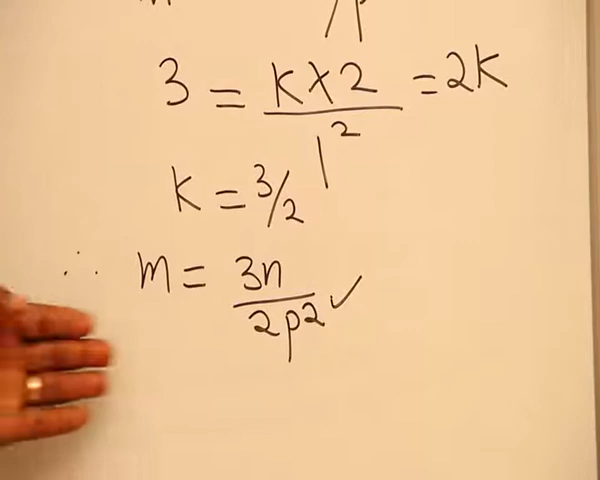 3 = K X 2 / 1² = 2K
K = 3/2
∴ m = 3n / 2p2 ✓